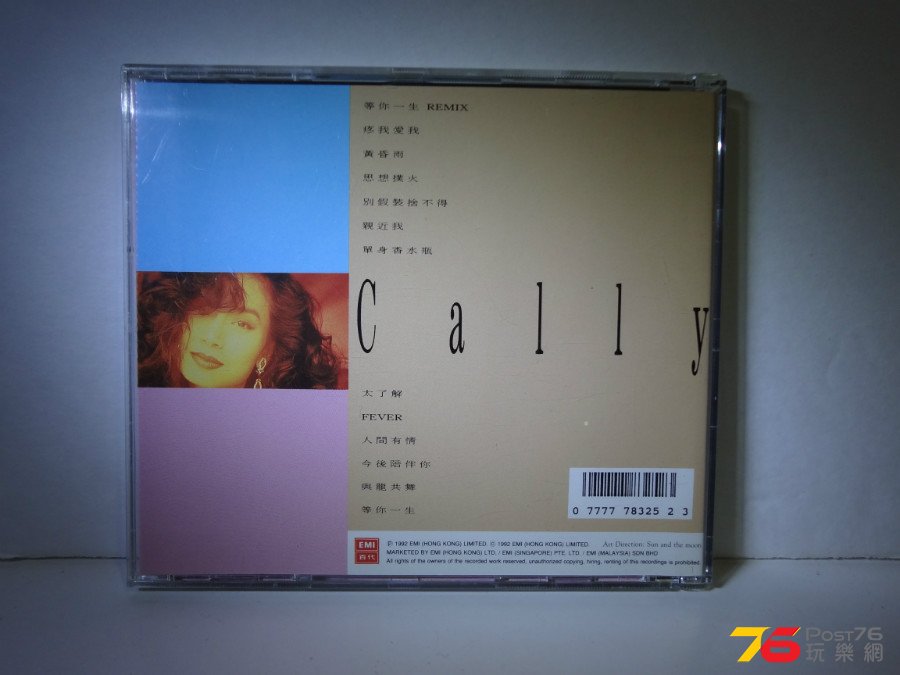 等你一生 REMIX
疼我愛我
黃昏雨
思想撲火
別假裝捨不得
親近我
單身香水瓶
Cally
太了解
FEVER
人間有情
今後陪伴你
與龍共舞
等你一生
0 7777 78325 2 3
EMI
百代
℗ 1992 EMI (HONG KONG) LIMITED. © 1992 EMI (HONG KONG) LIMITED. Art Direction: Sun and the moon
MARKETED BY EMI (HONG KONG) LTD. / EMI (SINGAPORE) PTE. LTD. / EMI (MALAYSIA) SDN BHD
All rights of the owners of the recorded work reserved, unauthorized copying, hiring, renting of this recordings is prohibited.
76 POST76
玩樂網